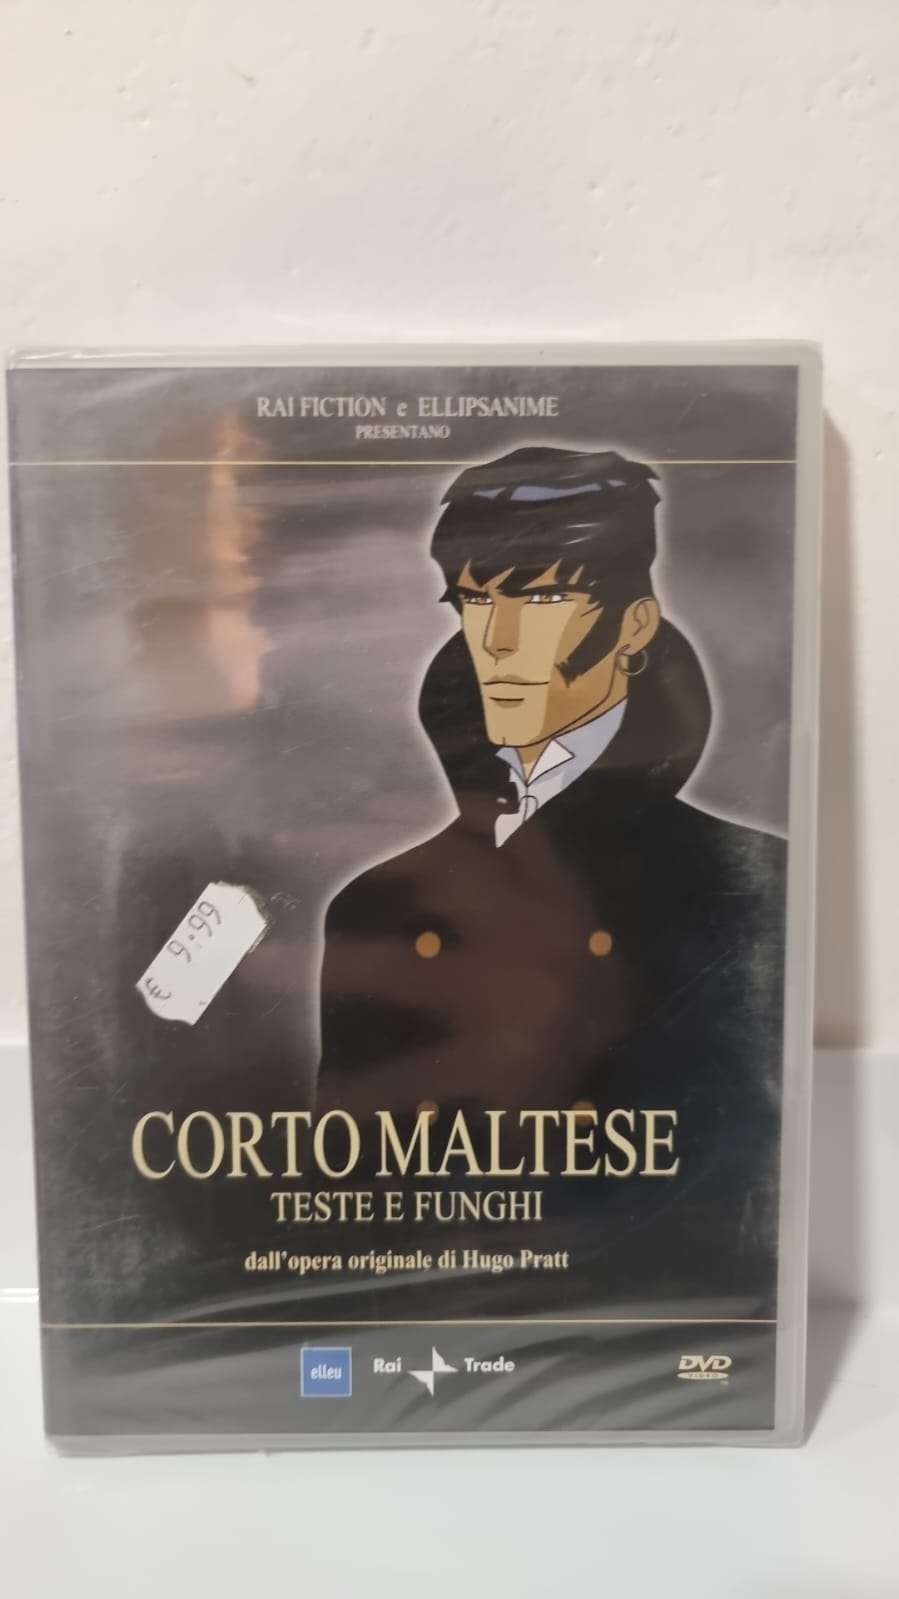 RAI FICTION e ELLIPSANIME
PRESENTANO
€ 9.99
CORTO MALTESE
TESTE E FUNGHI
dall'opera originale di Hugo Pratt
elleu
Rai Trade
DVD
VIDEO